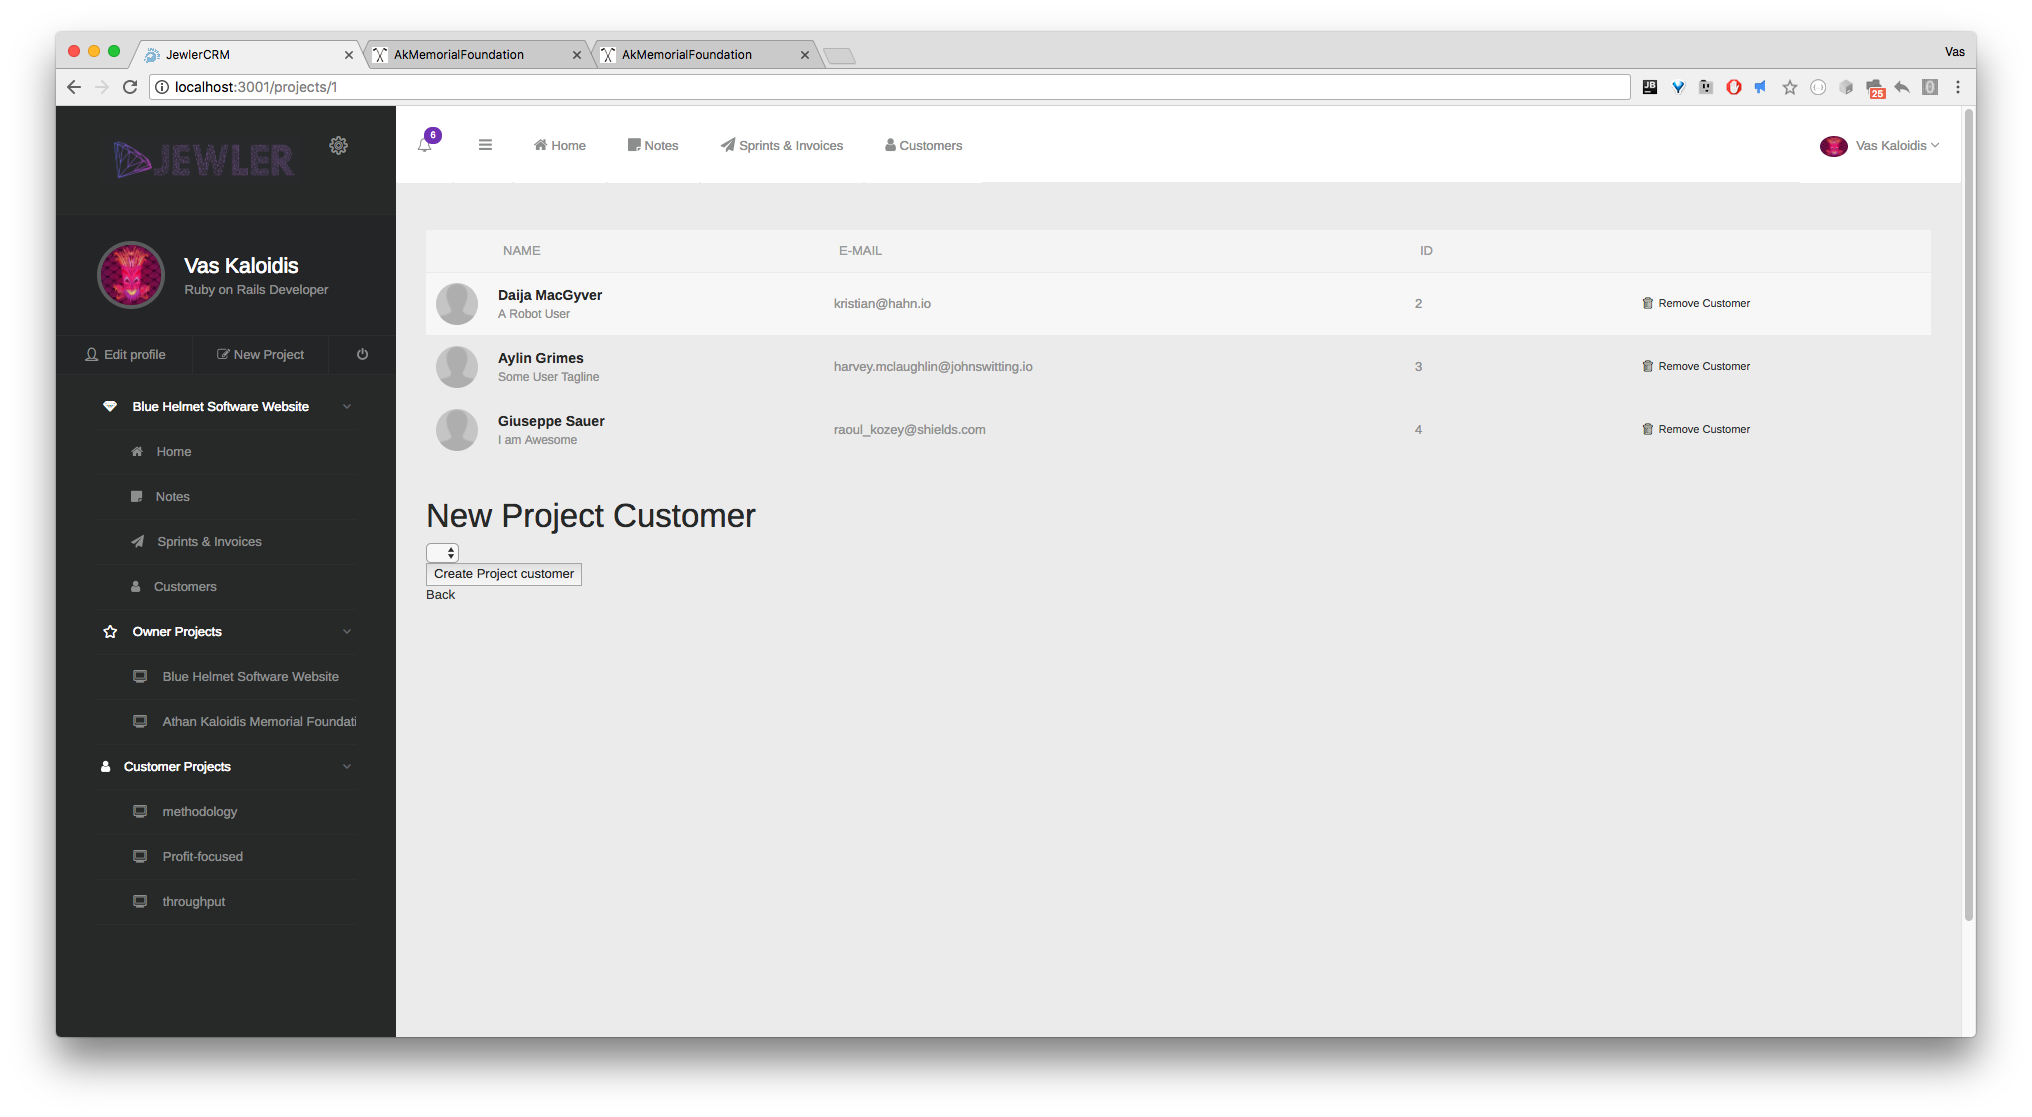 JewlerCRM
AkMemorialFoundation
AkMemorialFoundation
Vas
localhost:3001/projects/1
JB
25
JEWLER
6
Home
Notes
Sprints & Invoices
Customers
Vas Kaloidis
Vas Kaloidis
Ruby on Rails Developer
Edit profile
New Project
Blue Helmet Software Website
Home
Notes
Sprints & Invoices
Customers
Owner Projects
Blue Helmet Software Website
Athan Kaloidis Memorial Foundati
Customer Projects
methodology
Profit-focused
throughput
NAME E-MAIL ID
Daija MacGyver
A Robot User
kristian@hahn.io
2
Remove Customer
Aylin Grimes
Some User Tagline
harvey.mclaughlin@johnswitting.io
3
Remove Customer
Giuseppe Sauer
I am Awesome
raoul_kozey@shields.com
4
Remove Customer
New Project Customer
Create Project customer
Back